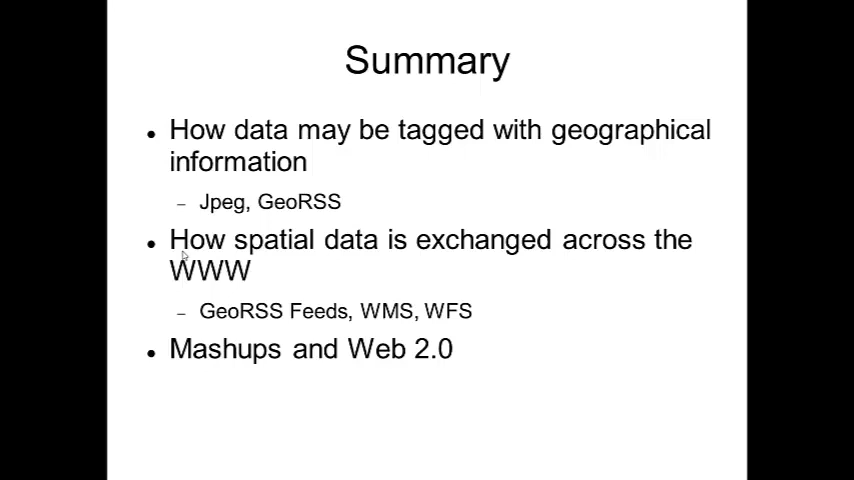 Summary
• How data may be tagged with geographical
information
– Jpeg, GeoRSS
• How spatial data is exchanged across the
WWW
– GeoRSS Feeds, WMS, WFS
• Mashups and Web 2.0